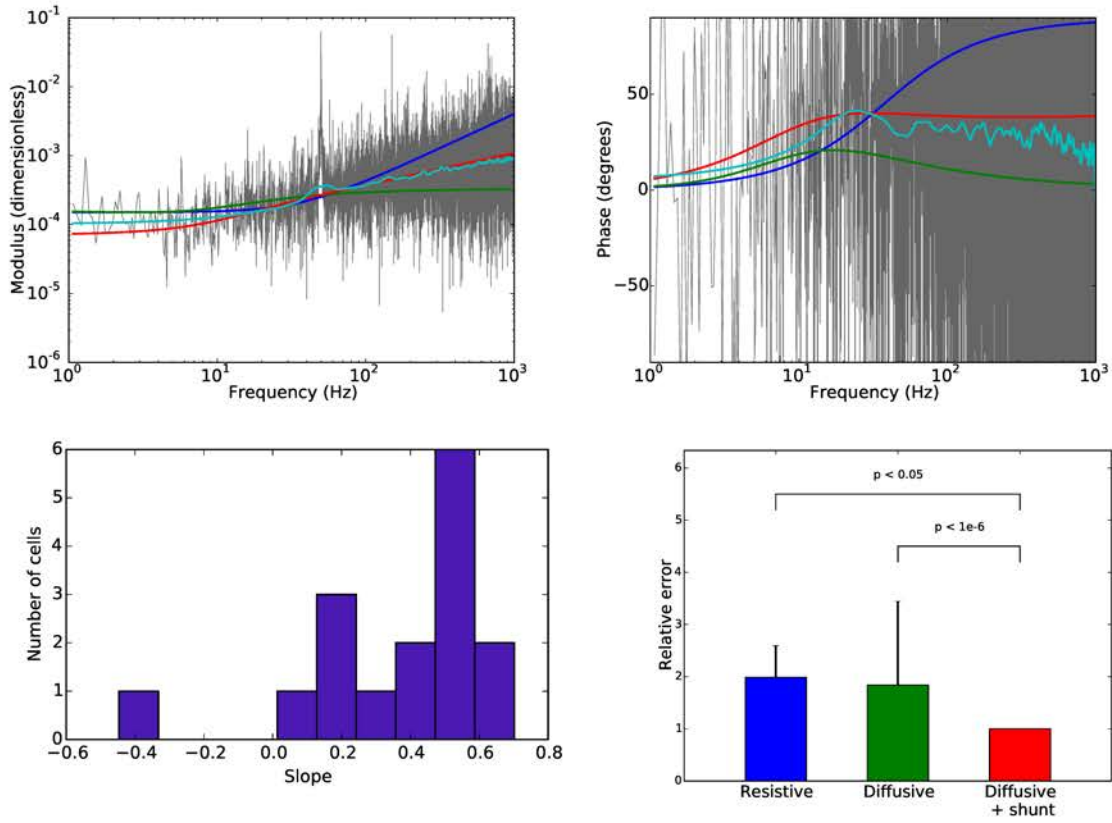 10^-1
10^-2
10^-3
10^-4
10^-5
10^-6
Modulus (dimensionless)
10^0 10^1 10^2 10^3
Frequency (Hz)
50
0
−50
Phase (degrees)
10^0 10^1 10^2 10^3
Frequency (Hz)
6
5
4
3
2
1
0
Number of cells
−0.6 −0.4 −0.2 0.0 0.2 0.4 0.6 0.8
Slope
6
5
4
3
2
1
0
Relative error
p < 0.05
p < 1e-6
Resistive Diffusive Diffusive
+ shunt